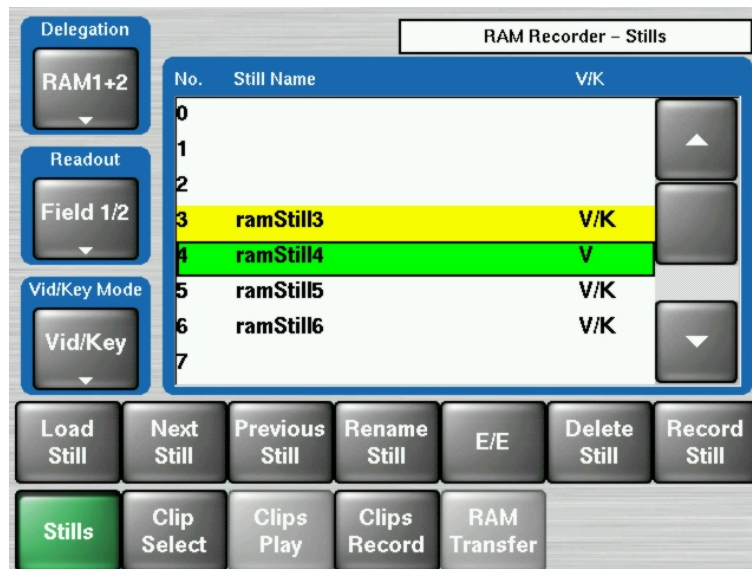 Delegation
RAM Recorder – Stills
RAM1+2
No. Still Name V/K
0
1
2
3 ramStill3 V/K
4 ramStill4 V
5 ramStill5 V/K
6 ramStill6 V/K
7
Readout
Field 1/2
Vid/Key Mode
Vid/Key
Load Still
Next Still
Previous Still
Rename Still
E/E
Delete Still
Record Still
Stills
Clip Select
Clips Play
Clips Record
RAM Transfer